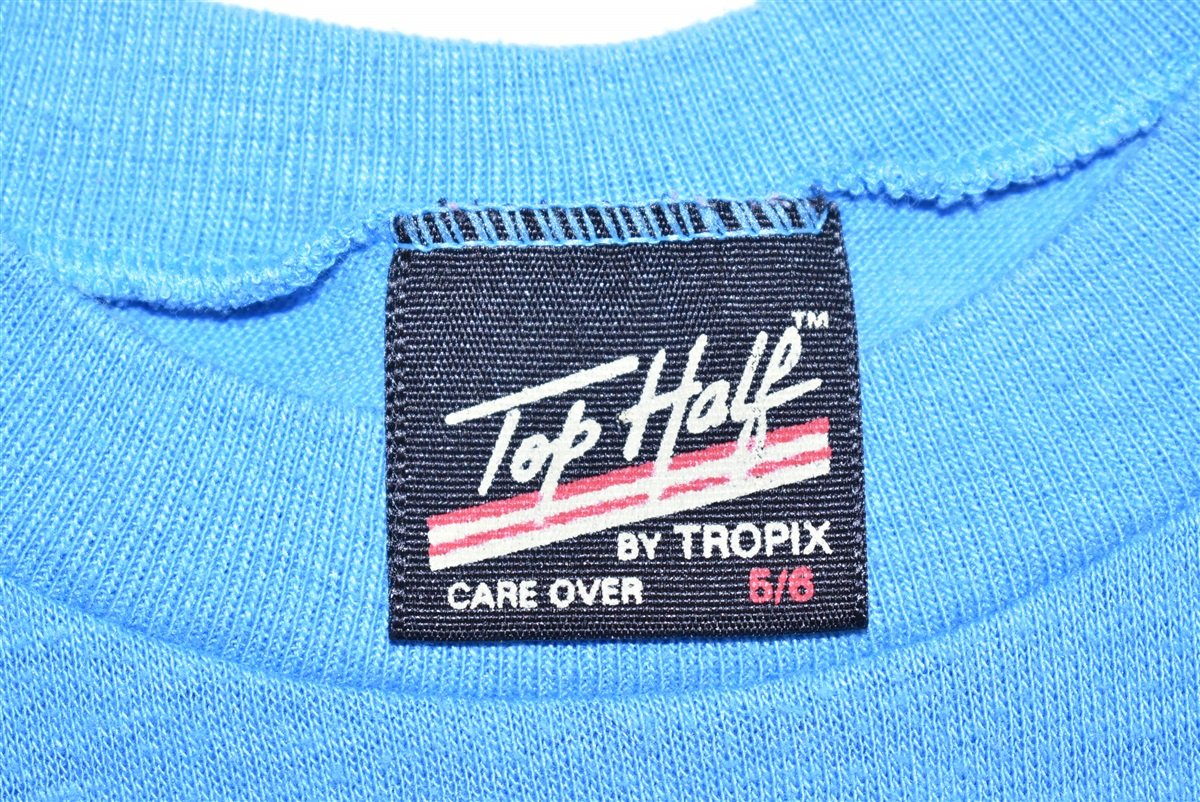 Top Half™
BY TROPIX
CARE OVER 5/6